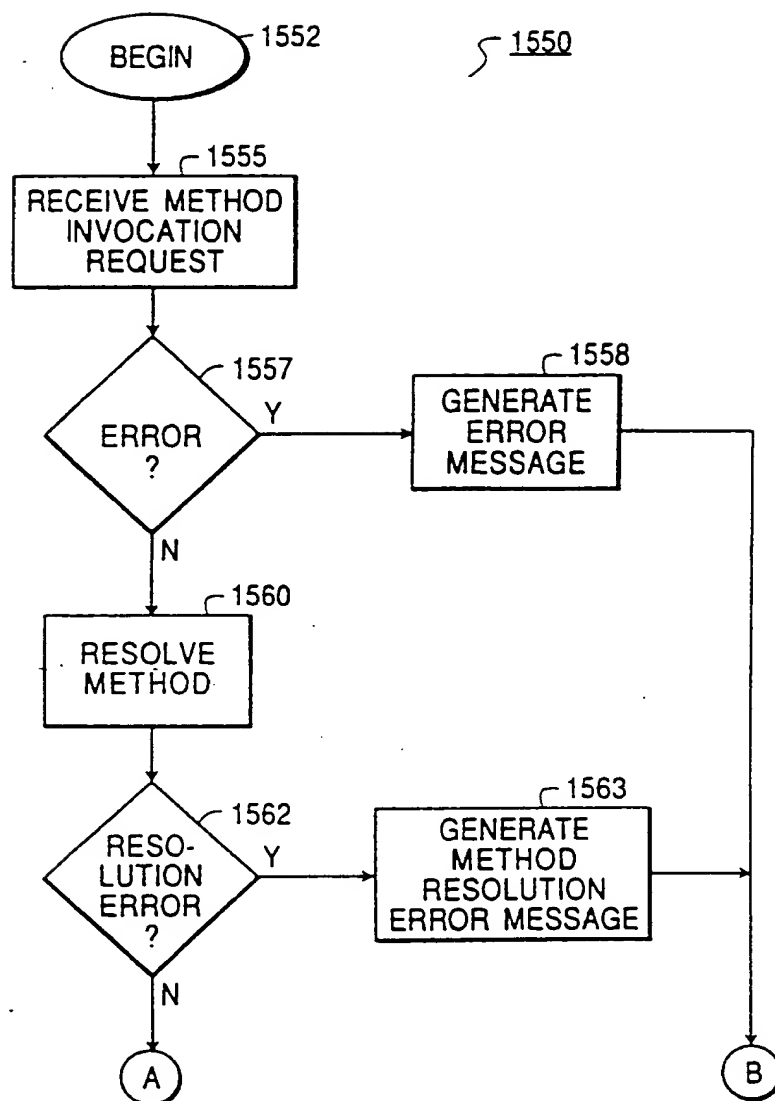 1552
BEGIN
1550
1555
RECEIVE METHOD
INVOCATION
REQUEST
1557
ERROR
?
Y
N
1558
GENERATE
ERROR
MESSAGE
1560
RESOLVE
METHOD
1562
RESO-
LUTION
ERROR
?
Y
N
1563
GENERATE
METHOD
RESOLUTION
ERROR MESSAGE
A
B